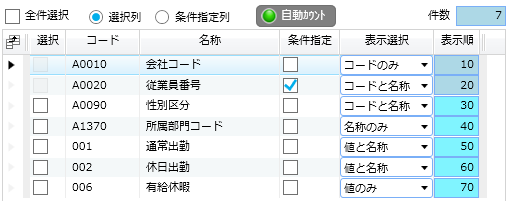 全件選択 選択列 条件指定列 自動ｶｳﾝﾄ 件数 7
選択 コード 名称 条件指定 表示選択 表示順
A0010 会社コード コードのみ 10
A0020 従業員番号 コードと名称 20
A0090 性別区分 コードと名称 30
A1370 所属部門コード 名称のみ 40
001 通常出勤 値と名称 50
002 休日出勤 値と名称 60
006 有給休暇 値のみ 70